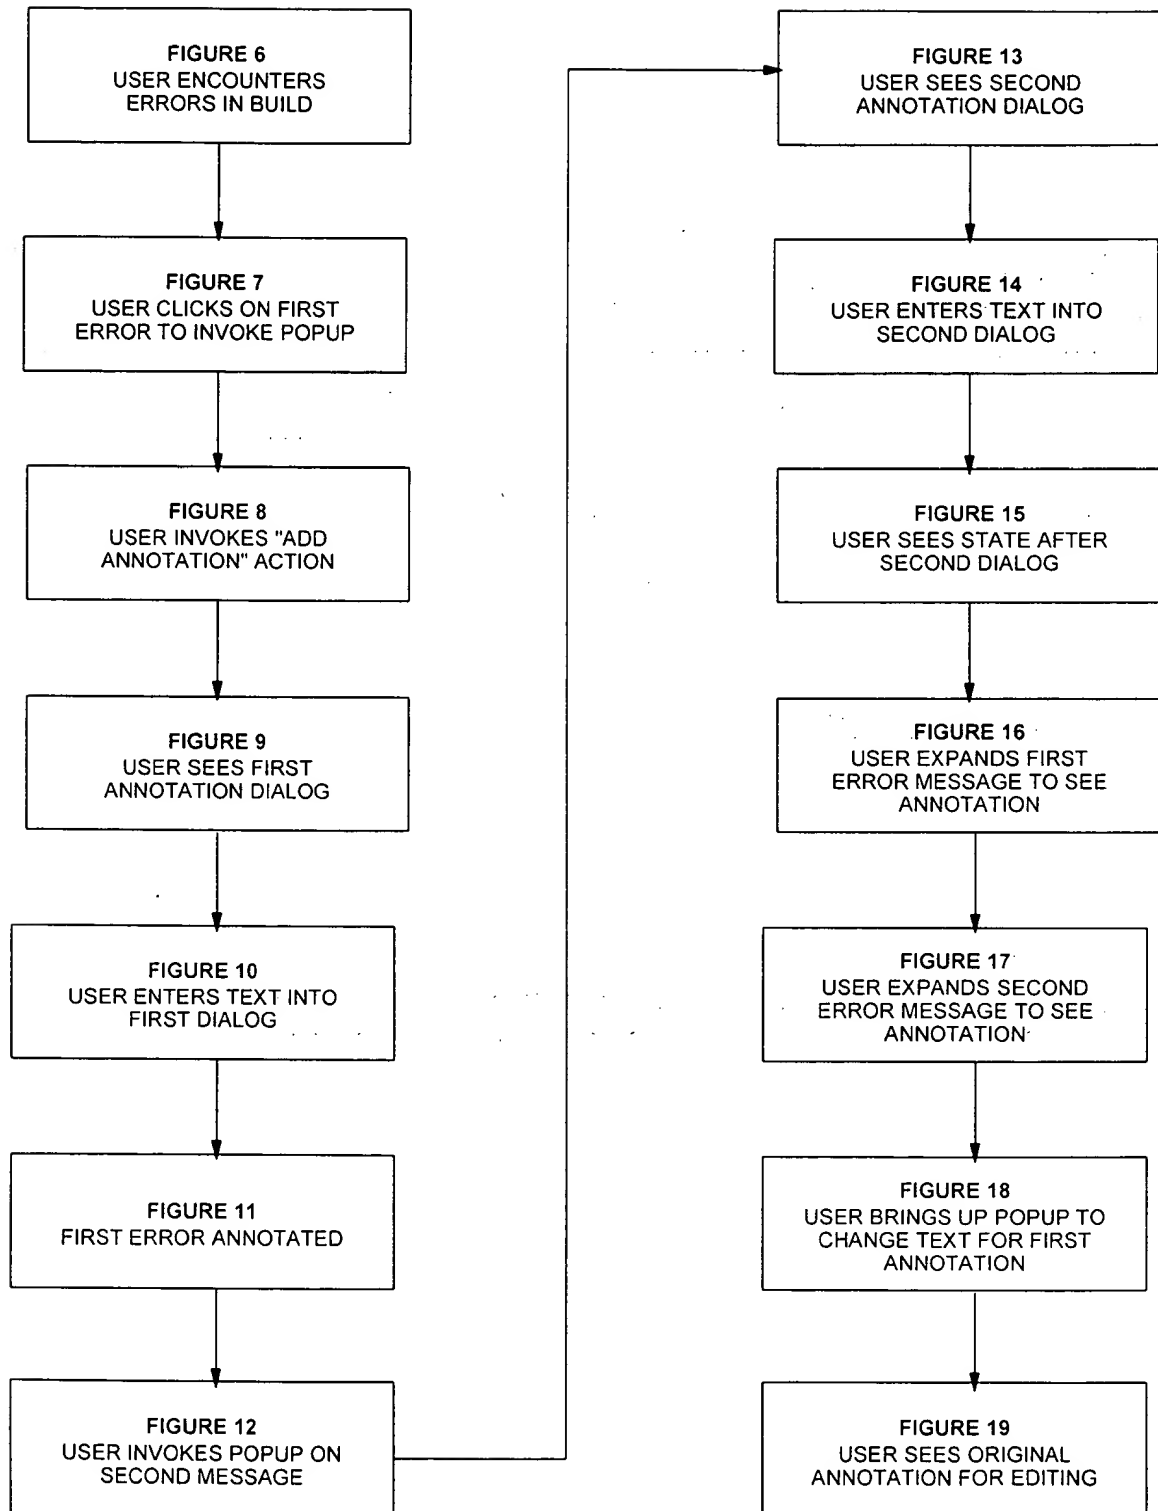 FIGURE 6
USER ENCOUNTERS
ERRORS IN BUILD
FIGURE 7
USER CLICKS ON FIRST
ERROR TO INVOKE POPUP
FIGURE 8
USER INVOKES "ADD
ANNOTATION" ACTION
FIGURE 9
USER SEES FIRST
ANNOTATION DIALOG
FIGURE 10
USER ENTERS TEXT INTO
FIRST DIALOG
FIGURE 11
FIRST ERROR ANNOTATED
FIGURE 12
USER INVOKES POPUP ON
SECOND MESSAGE
FIGURE 13
USER SEES SECOND
ANNOTATION DIALOG
FIGURE 14
USER ENTERS TEXT INTO
SECOND DIALOG
FIGURE 15
USER SEES STATE AFTER
SECOND DIALOG
FIGURE 16
USER EXPANDS FIRST
ERROR MESSAGE TO SEE
ANNOTATION
FIGURE 17
USER EXPANDS SECOND
ERROR MESSAGE TO SEE
ANNOTATION
FIGURE 18
USER BRINGS UP POPUP TO
CHANGE TEXT FOR FIRST
ANNOTATION
FIGURE 19
USER SEES ORIGINAL
ANNOTATION FOR EDITING